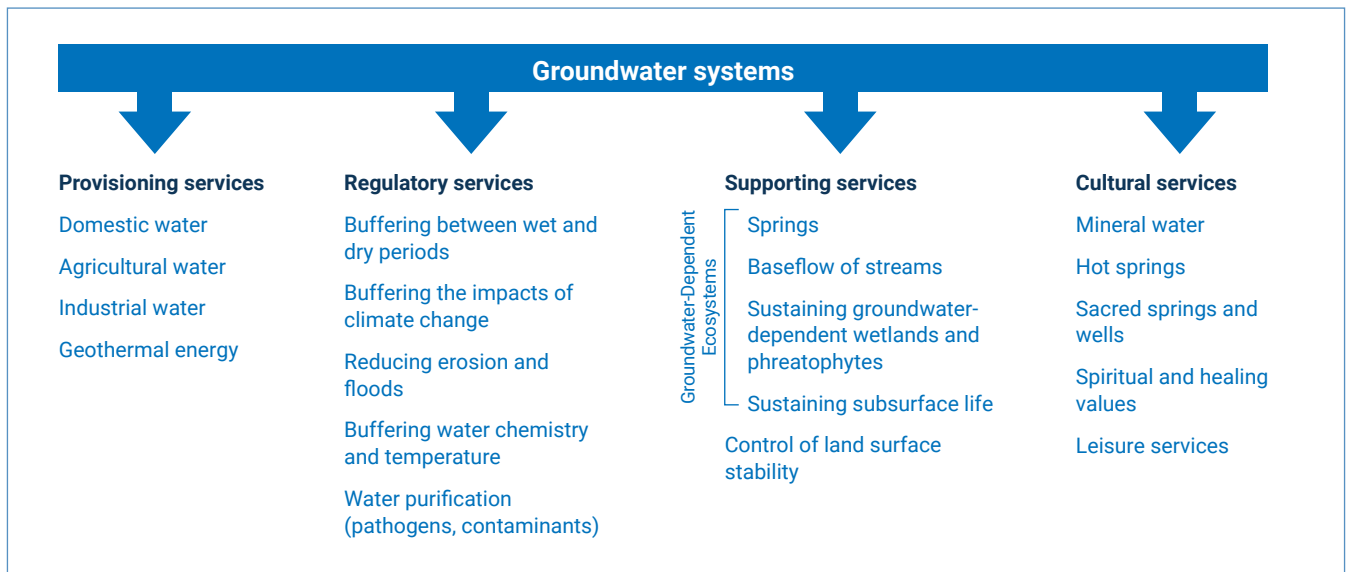 Groundwater systems
Provisioning services
Domestic water
Agricultural water
Industrial water
Geothermal energy
Regulatory services
Buffering between wet and
dry periods
Buffering the impacts of
climate change
Reducing erosion and
floods
Buffering water chemistry
and temperature
Water purification
(pathogens, contaminants)
Supporting services
Groundwater-Dependent
Ecosystems
Springs
Baseflow of streams
Sustaining groundwater-
dependent wetlands and
phreatophytes
Sustaining subsurface life
Control of land surface
stability
Cultural services
Mineral water
Hot springs
Sacred springs and
wells
Spiritual and healing
values
Leisure services